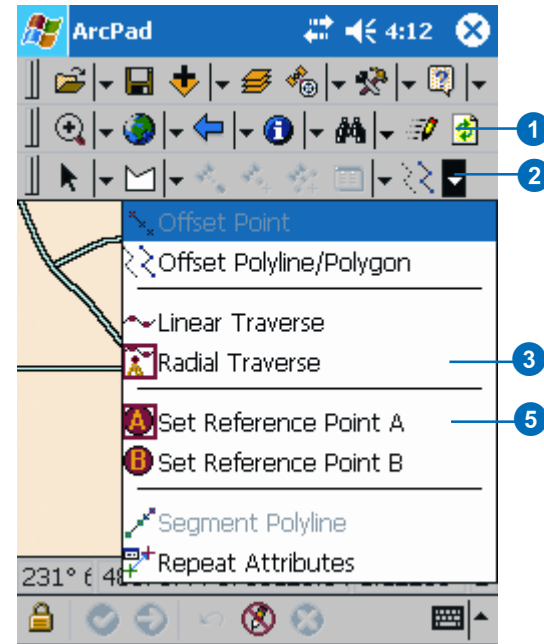 ArcPad 4:12
1
2
Offset Point
Offset Polyline/Polygon
Linear Traverse
Radial Traverse
3
A Set Reference Point A
5
B Set Reference Point B
Segment Polyline
Repeat Attributes
231°